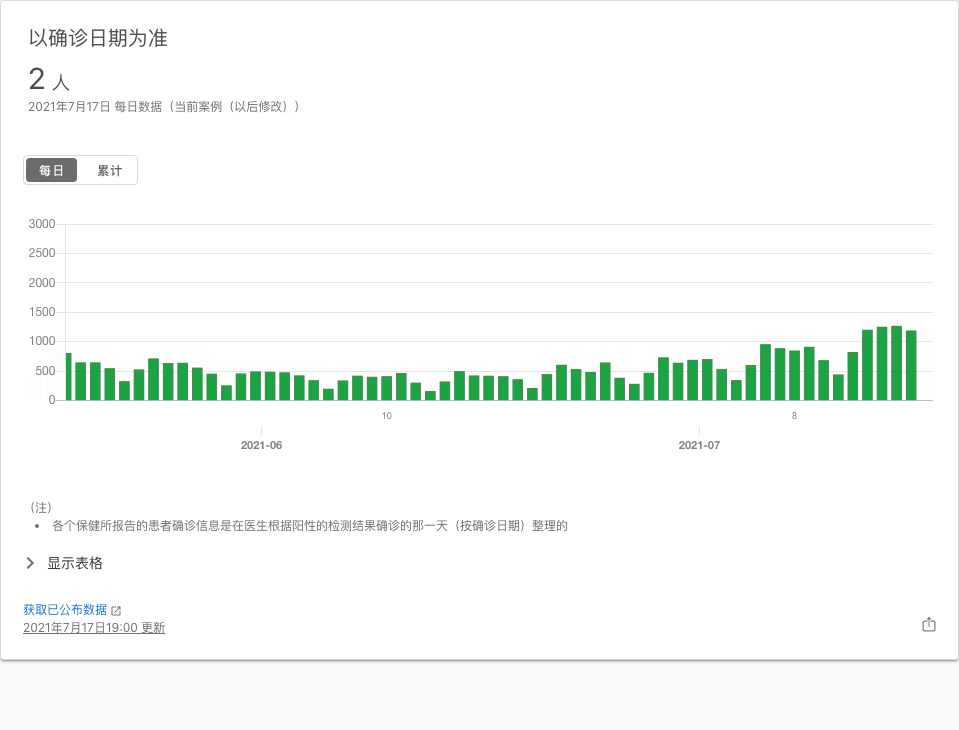 以确诊日期为准
2 人
2021年7月17日 每日数据（当前案例（以后修改））
每日 累计
3000
2500
2000
1500
1000
500
0
10 8
2021-06 2021-07
（注）
• 各个保健所报告的患者确诊信息是在医生根据阳性的检测结果确诊的那一天（按确诊日期）整理的
显示表格
获取已公布数据
2021年7月17日19:00 更新